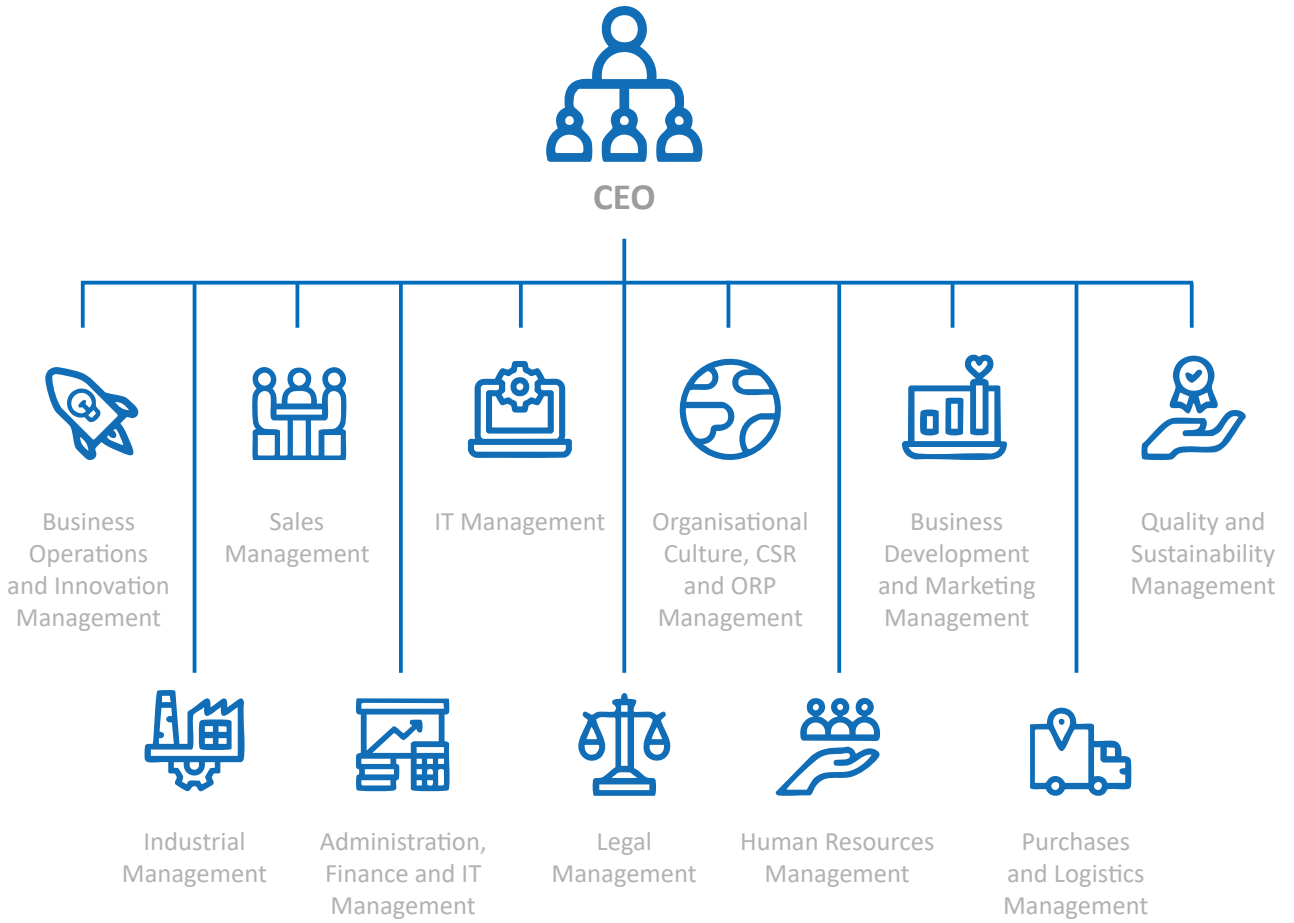 CEO
Business
Operations
and Innovation
Management
Sales
Management
IT Management
Organisational
Culture, CSR
and ORP
Management
Business
Development
and Marketing
Management
Quality and
Sustainability
Management
Industrial
Management
Administration,
Finance and IT
Management
Legal
Management
Human Resources
Management
Purchases
and Logistics
Management